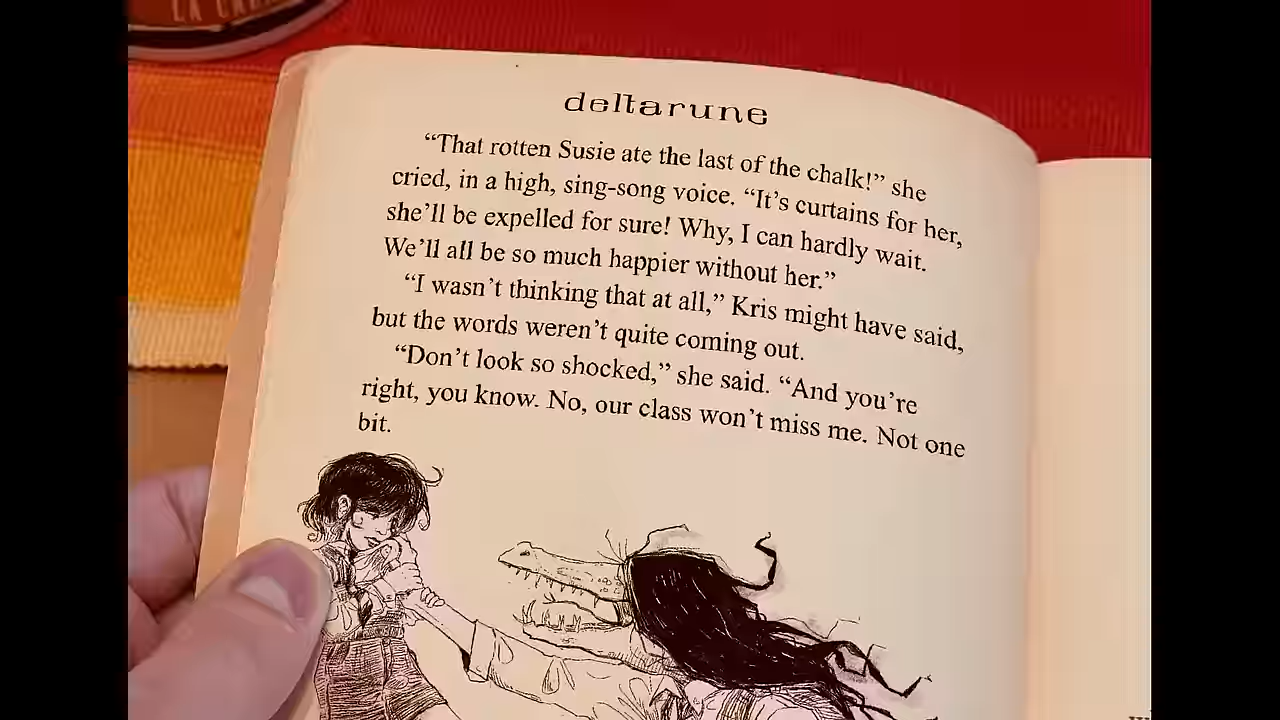 LA CRE
deltarune
“That rotten Susie ate the last of the chalk!” she
cried, in a high, sing-song voice. “It’s curtains for her,
she’ll be expelled for sure! Why, I can hardly wait.
We’ll all be so much happier without her.”
“I wasn’t thinking that at all,” Kris might have said,
but the words weren’t quite coming out.
“Don’t look so shocked,” she said. “And you’re
right, you know. No, our class won’t miss me. Not one
bit.